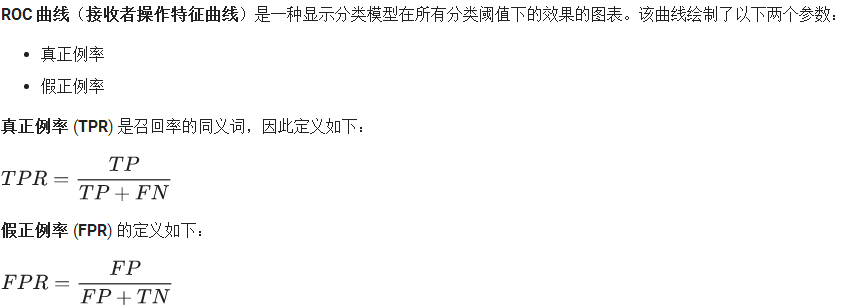 ROC 曲线（接收者操作特征曲线）是一种显示分类模型在所有分类阈值下的效果的图表。该曲线绘制了以下两个参数：
• 真正例率
• 假正例率
真正例率 (TPR) 是召回率的同义词，因此定义如下：
TPR = TP / (TP + FN)
假正例率 (FPR) 的定义如下：
FPR = FP / (FP + TN)